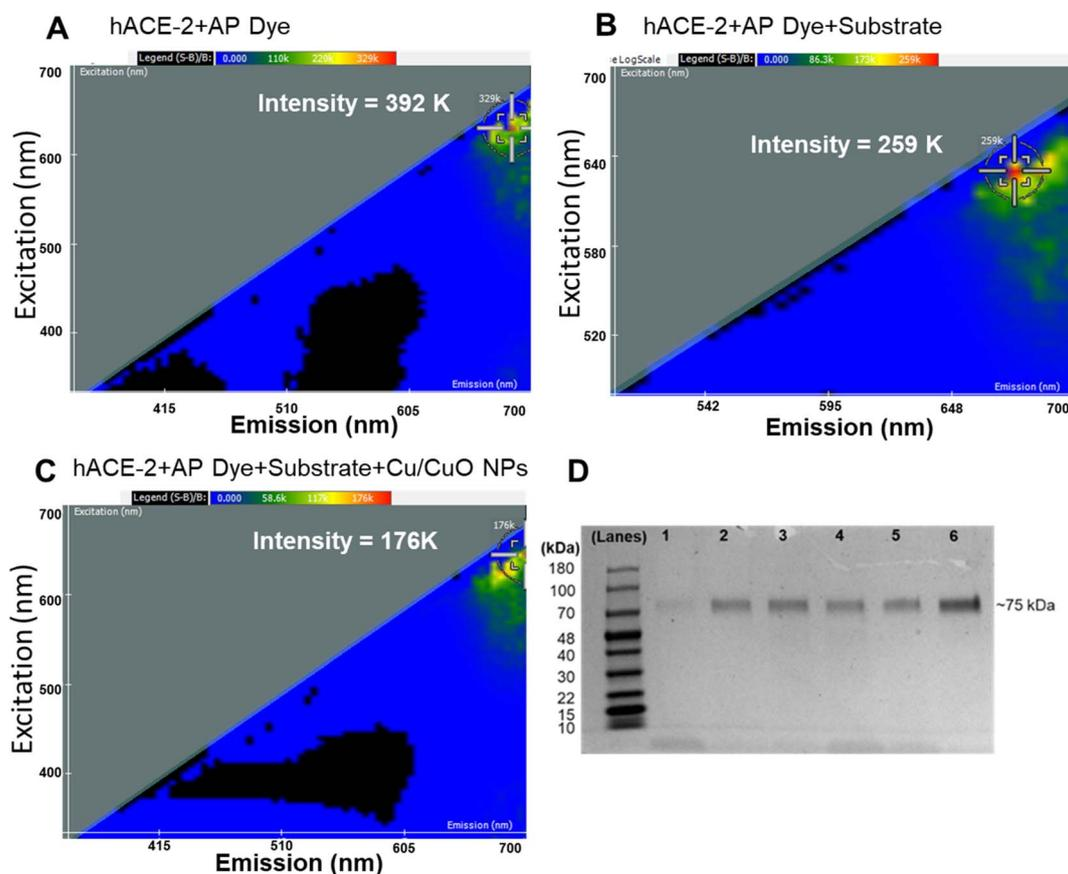 A hACE-2+AP Dye
Legend (S-B)/B: 0.000 110k 220k 329k
700
Excitation (nm)
Intensity = 392 K
329k
600
500
400
Excitation (nm)
Emission (nm)
415 510 605 700
Emission (nm)
B hACE-2+AP Dye+Substrate
e LogScale Legend (S-B)/B: 0.000 86.3k 173k 259k
700
Excitation (nm)
Intensity = 259 K
259k
640
580
520
Excitation (nm)
Emission (nm)
542 595 648 700
Emission (nm)
C hACE-2+AP Dye+Substrate+Cu/CuO NPs
Legend (S-B)/B: 0.000 58.6k 117k 176k
700
Excitation (nm)
Intensity = 176K
176k
600
500
400
Excitation (nm)
Emission (nm)
415 510 605 700
Emission (nm)
D
(kDa) (Lanes) 1 2 3 4 5 6
180
100
70
48
40
30
22
15
10
~75 kDa